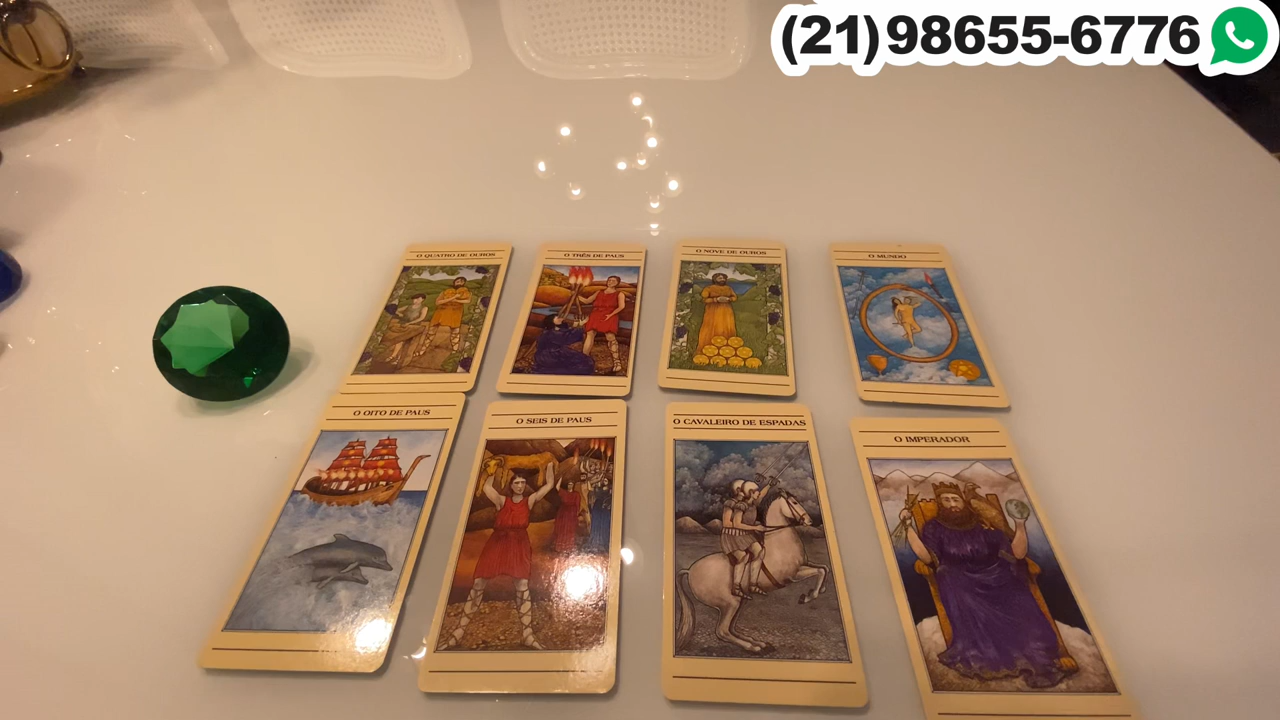 (21)98655-6776
O QUATRO DE OUROS
O TRÊS DE PAUS
O NOVE DE OUROS
O MUNDO
O OITO DE PAUS
O SEIS DE PAUS
O CAVALEIRO DE ESPADAS
O IMPERADOR